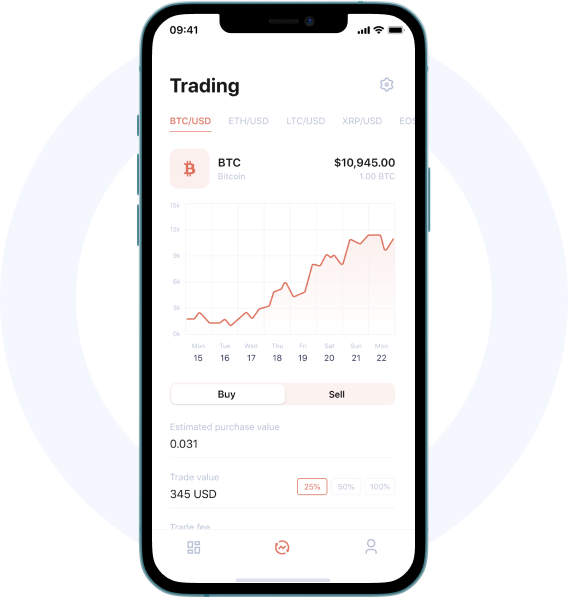 09:41
Trading
BTC/USD ETH/USD LTC/USD XRP/USD EOS
BTC $10,945.00
Bitcoin 1.00 BTC
15k
12k
9k
6k
3k
0k
Mon Tue Wed Thu Fri Sat Sun Mon
15 16 17 18 19 20 21 22
Buy Sell
Estimated purchase value
0.031
Trade value
345 USD 25% 50% 100%
Trade fee